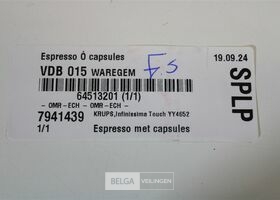 Espresso Ô capsules
VDB 015 WAREGEM F.S
19.09.24
64513201 (1/1)
- OMR-ECH - - OMR-ECH -
7941439 KRUPS,Infinissima Touch YY4652
1/1 Espresso met capsules
SPLP
BELGA VEILINGEN